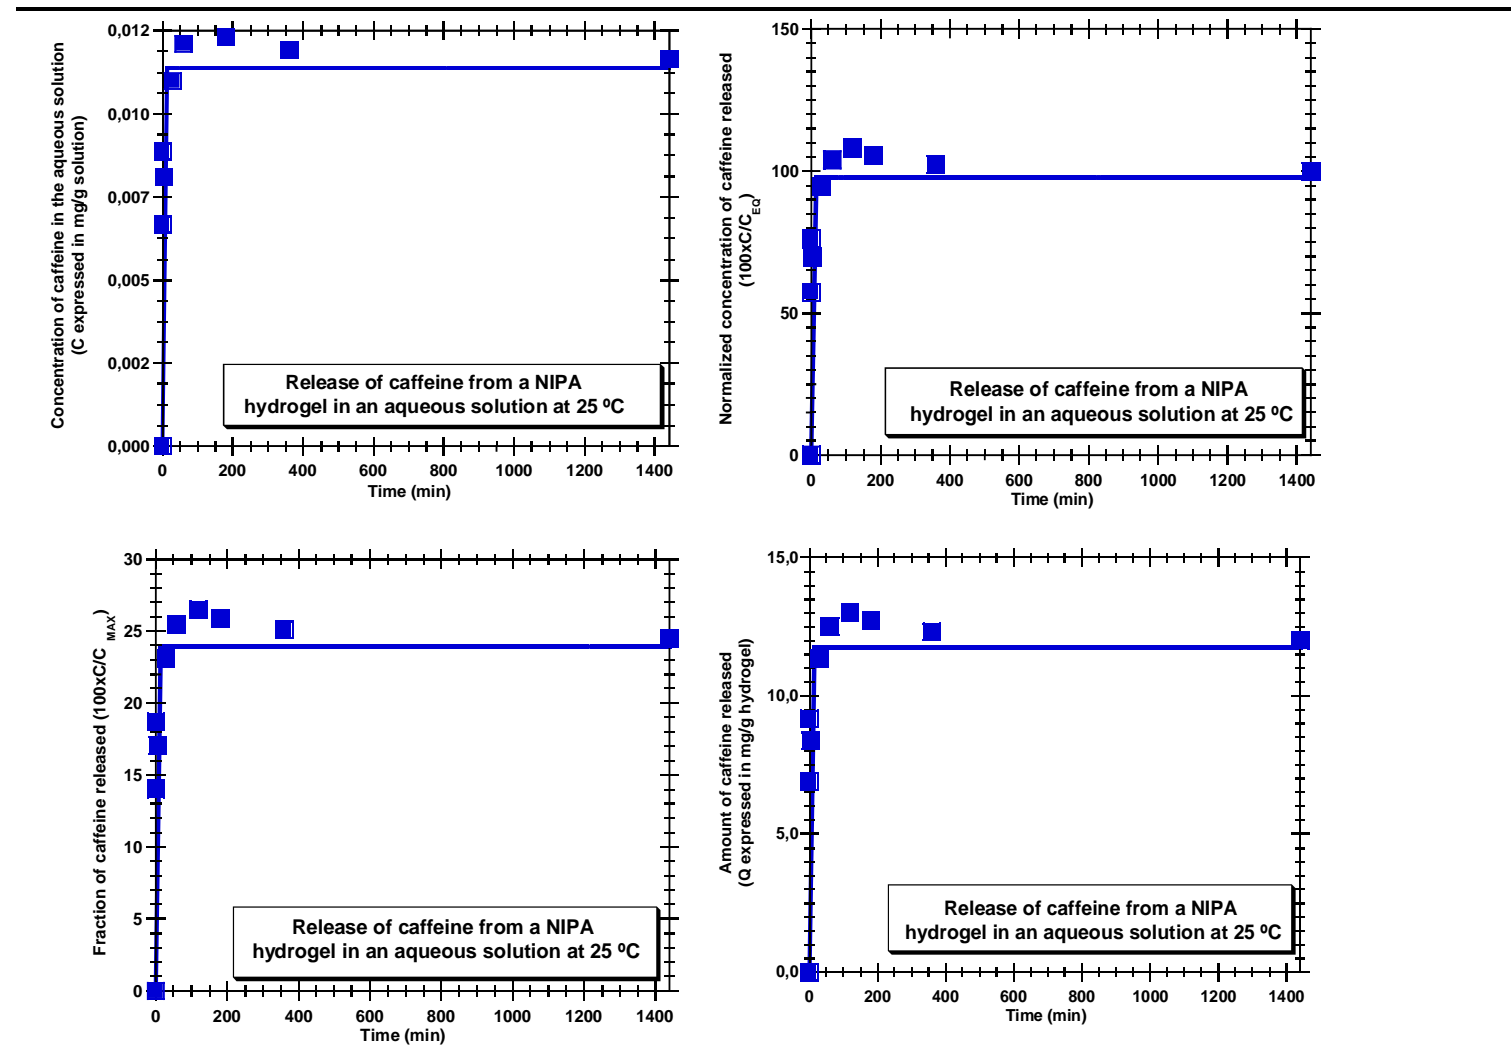 Concentration of caffeine in the aqueous solution
(C expressed in mg/g solution)
0,012
0,010
0,007
0,005
0,002
0,000
0 200 400 600 800 1000 1200 1400
Time (min)
Release of caffeine from a NIPA
hydrogel in an aqueous solution at 25 ºC
Normalized concentration of caffeine released
(100xC/C_EQ)
150
100
50
0
0 200 400 600 800 1000 1200 1400
Time (min)
Release of caffeine from a NIPA
hydrogel in an aqueous solution at 25 ºC
Fraction of caffeine released (100xC/C_MAX)
30
25
20
15
10
5
0
0 200 400 600 800 1000 1200 1400
Time (min)
Release of caffeine from a NIPA
hydrogel in an aqueous solution at 25 ºC
Amount of caffeine released
(Q expressed in mg/g hydrogel)
15,0
10,0
5,0
0,0
0 200 400 600 800 1000 1200 1400
Time (min)
Release of caffeine from a NIPA
hydrogel in an aqueous solution at 25 ºC